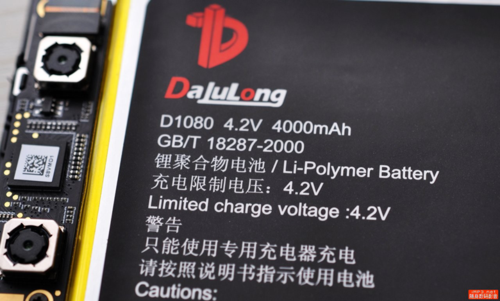 DaJuLong
D1080 4.2V 4000mAh
GB/T 18287-2000
锂聚合物电池 / Li-Polymer Battery
充电限制电压：4.2V
Limited charge voltage :4.2V
警告
只能使用专用充电器充电
请按照说明书指示使用电池
Cautions: